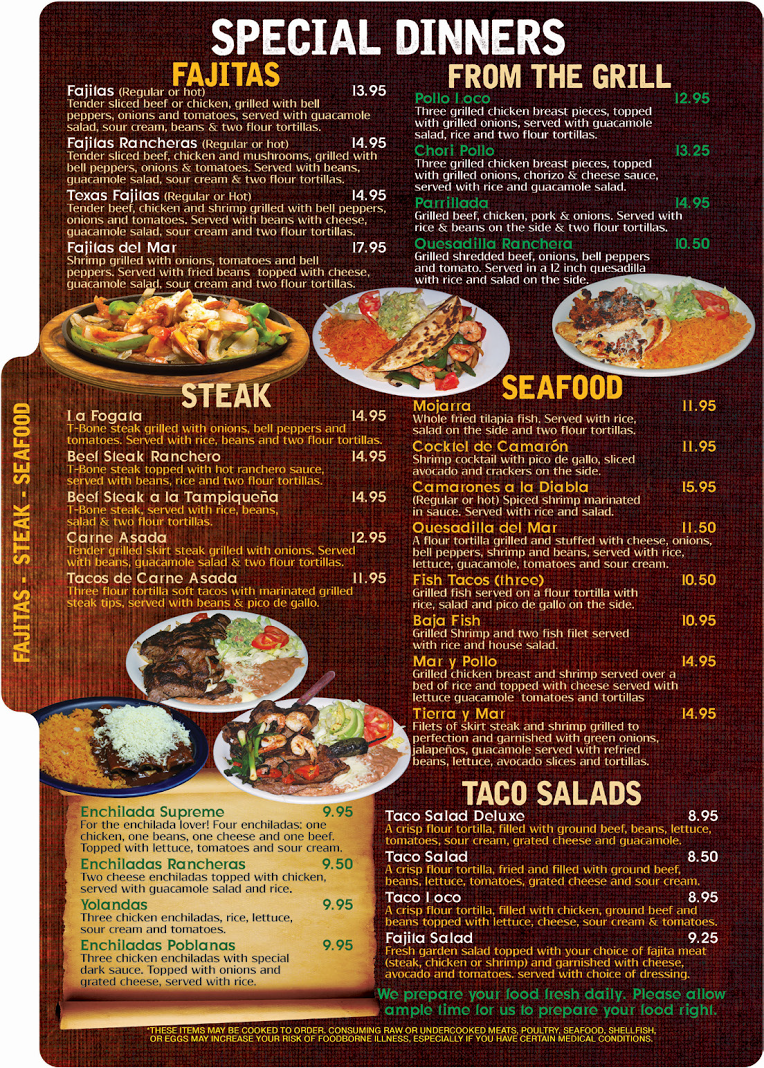 SPECIAL DINNERS
FAJITAS
Fajitas (Regular or hot) 13.95
Tender sliced beef or chicken, grilled with bell
peppers, onions and tomatoes, served with guacamole
salad, sour cream, beans & two flour tortillas.
Fajitas Rancheras (Regular or hot) 14.95
Tender sliced beef, chicken and mushrooms, grilled with
bell peppers, onions & tomatoes. Served with beans,
guacamole salad, sour cream & two flour tortillas.
Texas Fajitas (Regular or Hot) 14.95
Tender beef, chicken and shrimp grilled with bell peppers,
onions and tomatoes. Served with beans with cheese,
guacamole salad, sour cream and two flour tortillas.
Fajitas del Mar 17.95
Shrimp grilled with onions, tomatoes and bell
peppers. Served with fried beans topped with cheese,
guacamole salad, sour cream and two flour tortillas.
FROM THE GRILL
Pollo Loco 12.95
Three grilled chicken breast pieces, topped
with grilled onions, served with guacamole
salad, rice and two flour tortillas.
Chori Pollo 13.25
Three grilled chicken breast pieces, topped
with grilled onions, chorizo & cheese sauce,
served with rice and guacamole salad.
Parrillada 14.95
Grilled beef, chicken, pork & onions. Served with
rice & beans on the side & two flour tortillas.
Quesadilla Ranchera 10.50
Grilled shredded beef, onions, bell peppers
and tomato. Served in a 12 inch quesadilla
with rice and salad on the side.
FAJITAS - STEAK - SEAFOOD
STEAK
La Fogata 14.95
T-Bone steak grilled with onions, bell peppers and
tomatoes. Served with rice, beans and two flour tortillas.
Beef Steak Ranchero 14.95
T-Bone steak topped with hot ranchero sauce,
served with beans, rice and two flour tortillas.
Beef Steak a la Tampiqueña 14.95
T-Bone steak, served with rice, beans,
salad & two flour tortillas.
Carne Asada 12.95
Tender grilled skirt steak grilled with onions. Served
with beans, guacamole salad & two flour tortillas.
Tacos de Carne Asada 11.95
Three flour tortilla soft tacos with marinated grilled
steak tips, served with beans & pico de gallo.
SEAFOOD
Mojarra 11.95
Whole fried tilapia fish. Served with rice,
salad on the side and two flour tortillas.
Cocktel de Camarón 11.95
Shrimp cocktail with pico de gallo, sliced
avocado and crackers on the side.
Camarones a la Diabla 15.95
(Regular or hot) Spiced shrimp marinated
in sauce. Served with rice and salad.
Quesadilla del Mar 11.50
A flour tortilla grilled and stuffed with cheese, onions,
bell peppers, shrimp and beans, served with rice,
lettuce, guacamole, tomatoes and sour cream.
Fish Tacos (three) 10.50
Grilled fish served on a flour tortilla with
rice, salad and pico de gallo on the side.
Baja Fish 10.95
Grilled Shrimp and two fish filet served
with rice and house salad.
Mar y Pollo 14.95
Grilled chicken breast and shrimp served over a
bed of rice and topped with cheese served with
lettuce guacamole tomatoes and tortillas
Tierra y Mar 14.95
Filets of skirt steak and shrimp grilled to
perfection and garnished with green onions,
jalapeños, guacamole served with refried
beans, lettuce, avocado slices and tortillas.
Enchilada Supreme 9.95
For the enchilada lover! Four enchiladas: one
chicken, one beans, one cheese and one beef.
Topped with lettuce, tomatoes and sour cream.
Enchiladas Rancheras 9.50
Two cheese enchiladas topped with chicken,
served with guacamole salad and rice.
Yolandas 9.95
Three chicken enchiladas, rice, lettuce,
sour cream and tomatoes.
Enchiladas Poblanas 9.95
Three chicken enchiladas with special
dark sauce. Topped with onions and
grated cheese, served with rice.
TACO SALADS
Taco Salad Deluxe 8.95
A crisp flour tortilla, filled with ground beef, beans, lettuce,
tomatoes, sour cream, grated cheese and guacamole.
Taco Salad 8.50
A crisp flour tortilla, fried and filled with ground beef,
beans, lettuce, tomatoes, grated cheese and sour cream.
Taco Loco 8.95
A crisp flour tortilla, filled with chicken, ground beef and
beans topped with lettuce, cheese, sour cream & tomatoes.
Fajita Salad 9.25
Fresh garden salad topped with your choice of fajita meat
(steak, chicken or shrimp) and garnished with cheese,
avocado and tomatoes. served with choice of dressing.
We prepare your food fresh daily. Please allow
ample time for us to prepare your food right.
*THESE ITEMS MAY BE COOKED TO ORDER. CONSUMING RAW OR UNDERCOOKED MEATS, POULTRY, SEAFOOD, SHELLFISH,
OR EGGS MAY INCREASE YOUR RISK OF FOODBORNE ILLNESS, ESPECIALLY IF YOU HAVE CERTAIN MEDICAL CONDITIONS.